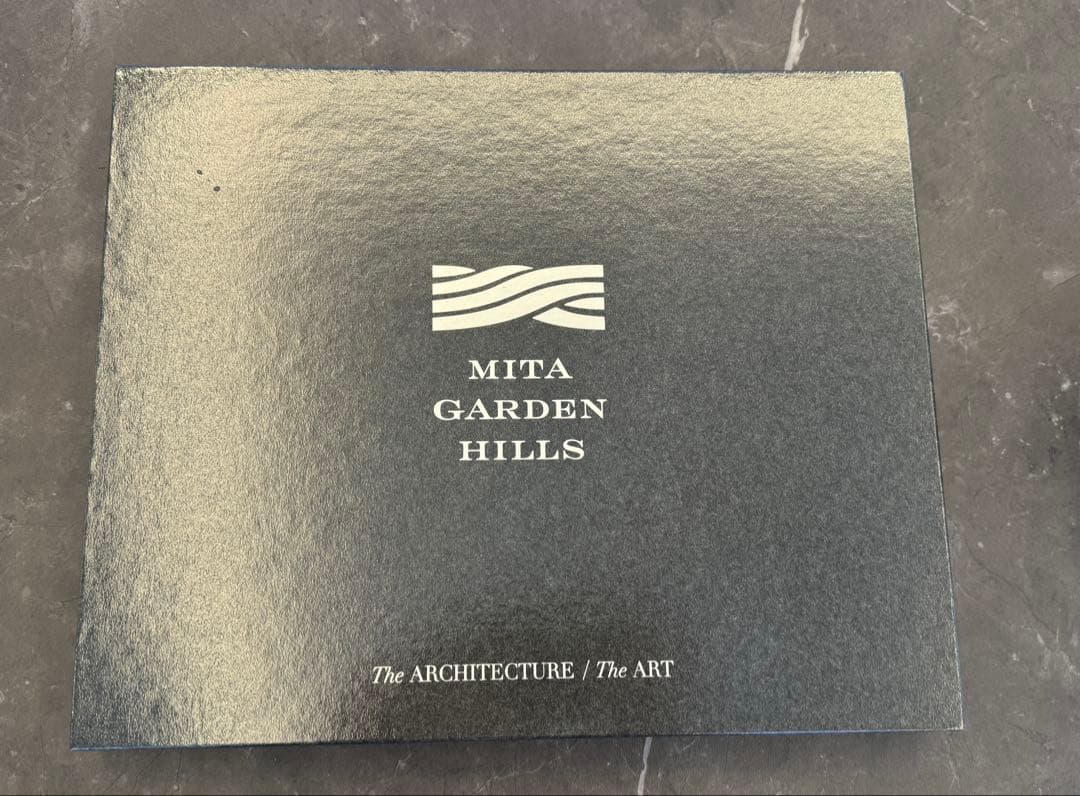 MITA
GARDEN
HILLS
The ARCHITECTURE / The ART